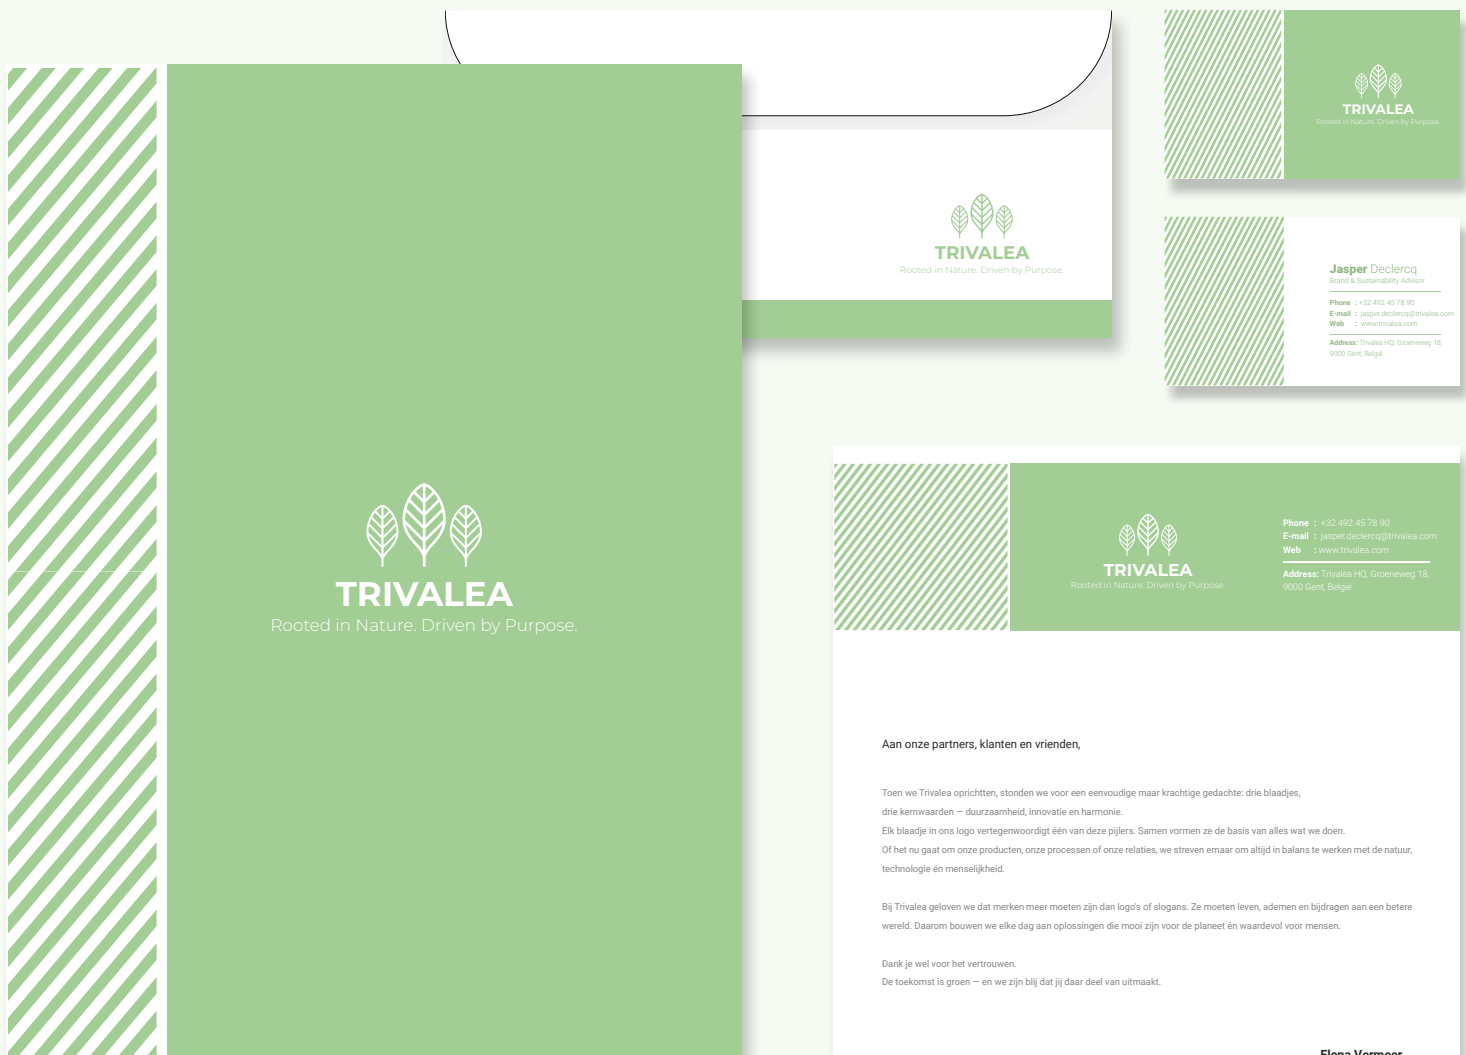 TRIVALEA
Rooted in Nature. Driven by Purpose.
TRIVALEA
Rooted in Nature. Driven by Purpose.
TRIVALEA
Rooted in Nature. Driven by Purpose.
Jasper Declercq
Brand & Sustainability Advisor
Phone : +32 492 45 78 90
E-mail : jasper.declercq@trivalea.com
Web : www.trivalea.com
Address: Trivalea HQ, Groeneweg 18,
9000 Gent, België
TRIVALEA
Rooted in Nature. Driven by Purpose.
Phone : +32 492 45 78 90
E-mail : jasper.declercq@trivalea.com
Web : www.trivalea.com
Address: Trivalea HQ, Groeneweg 18,
9000 Gent, België
Aan onze partners, klanten en vrienden,
Toen we Trivalea oprichtten, stonden we voor een eenvoudige maar krachtige gedachte: drie blaadjes,
drie kernwaarden — duurzaamheid, innovatie en harmonie.
Elk blaadje in ons logo vertegenwoordigt één van deze pijlers. Samen vormen ze de basis van alles wat we doen.
Of het nu gaat om onze producten, onze processen of onze relaties, we streven ernaar om altijd in balans te werken met de natuur,
technologie én menselijkheid.
Bij Trivalea geloven we dat merken meer moeten zijn dan logo's of slogans. Ze moeten leven, ademen en bijdragen aan een betere
wereld. Daarom bouwen we elke dag aan oplossingen die mooi zijn voor de planeet én waardevol voor mensen.
Dank je wel voor het vertrouwen.
De toekomst is groen — en we zijn blij dat jij daar deel van uitmaakt.
Elena Vermeer